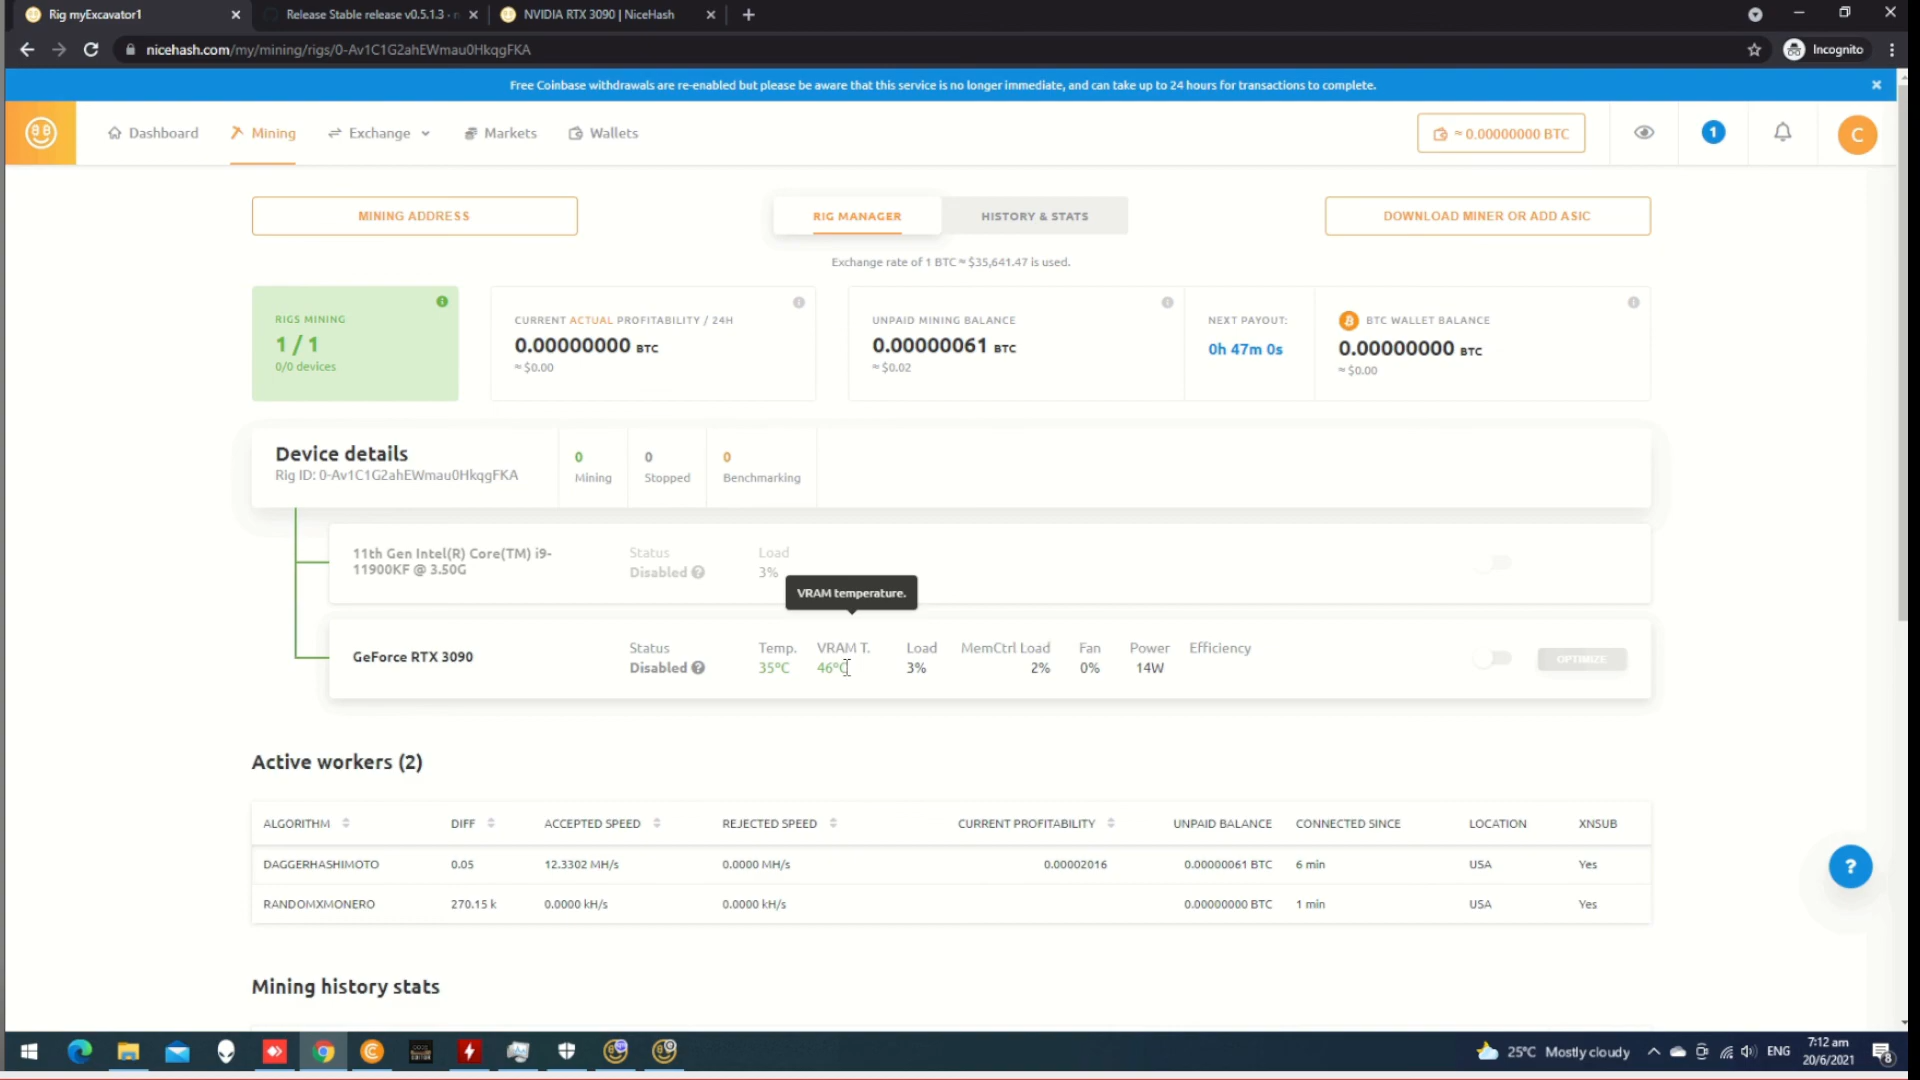 Rig myExcavator1
Release Stable release v0.5.1.3 · n
NVIDIA RTX 3090 | NiceHash
nicehash.com/my/mining/rigs/0-Av1C1G2ahEWmau0HkqgFKA
Incognito
Free Coinbase withdrawals are re-enabled but please be aware that this service is no longer immediate, and can take up to 24 hours for transactions to complete.
Dashboard
Mining
Exchange
Markets
Wallets
≈ 0.00000000 BTC
1
C
MINING ADDRESS
RIG MANAGER
HISTORY & STATS
DOWNLOAD MINER OR ADD ASIC
Exchange rate of 1 BTC ≈ $35,641.47 is used.
RIGS MINING
1 / 1
0/0 devices
CURRENT ACTUAL PROFITABILITY / 24H
0.00000000 BTC
≈ $0.00
UNPAID MINING BALANCE
0.00000061 BTC
≈ $0.02
NEXT PAYOUT:
0h 47m 0s
BTC WALLET BALANCE
0.00000000 BTC
≈ $0.00
Device details
Rig ID: 0-Av1C1G2ahEWmau0HkqgFKA
0
Mining
0
Stopped
0
Benchmarking
11th Gen Intel(R) Core(TM) i9-
11900KF @ 3.50G
Status
Disabled
Load
3%
VRAM temperature.
GeForce RTX 3090
Status
Disabled
Temp.
35°C
VRAM T.
46°C
Load
3%
MemCtrl Load
2%
Fan
0%
Power
14W
Efficiency
OPTIMIZE
Active workers (2)
ALGORITHM DIFF ACCEPTED SPEED REJECTED SPEED CURRENT PROFITABILITY UNPAID BALANCE CONNECTED SINCE LOCATION XNSUB
DAGGERHASHIMOTO 0.05 12.3302 MH/s 0.0000 MH/s 0.00002016 0.00000061 BTC 6 min USA Yes
RANDOMXMONERO 270.15 k 0.0000 kH/s 0.0000 kH/s 0.00000000 BTC 1 min USA Yes
?
Mining history stats
25°C Mostly cloudy
ENG
7:12 am
20/6/2021
8